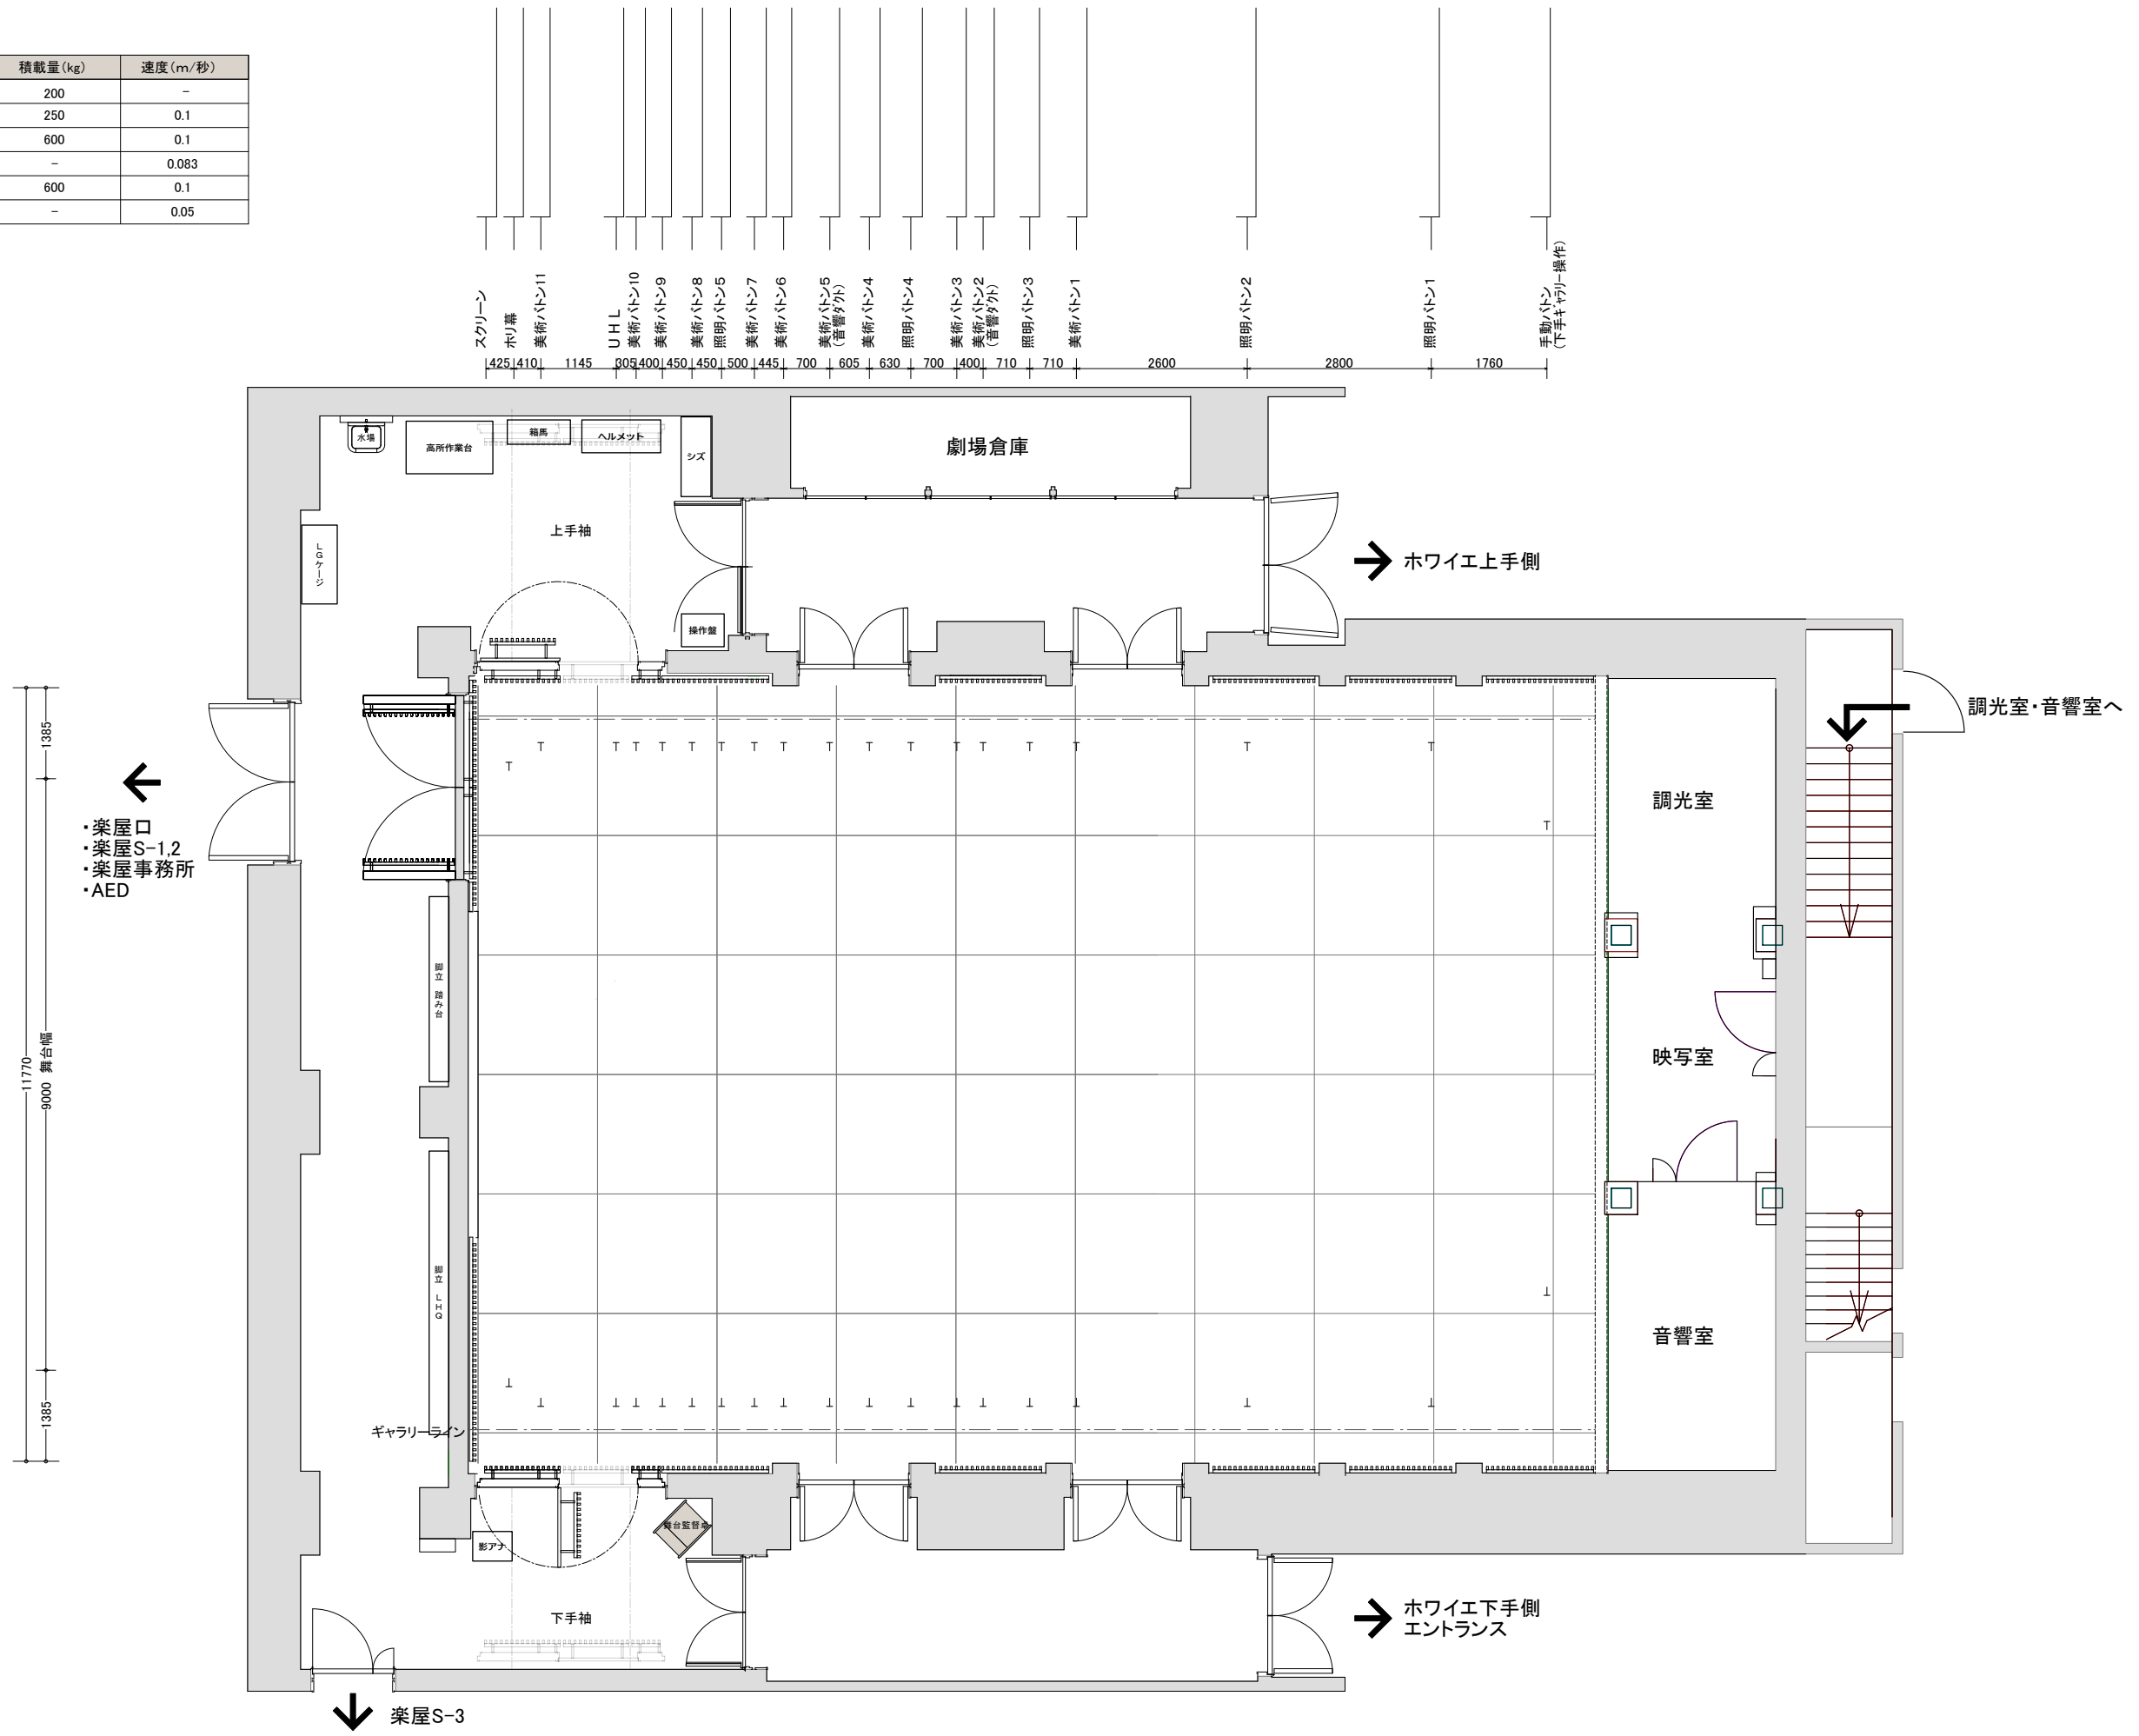 積載量(kg) 速度(m/秒)
200 -
250 0.1
600 0.1
- 0.083
600 0.1
- 0.05
スクリーン
ホリ幕
美術バトン11
UHL
美術バトン10
美術バトン9
美術バトン8
照明バトン5
美術バトン7
美術バトン6
美術バトン5
(音響ダクト)
美術バトン4
照明バトン4
美術バトン3
美術バトン2
(音響ダクト)
照明バトン3
美術バトン1
照明バトン2
照明バトン1
手動バトン
(下手ギャラリー操作)
425 410 1145 305 400 450 450 500 445 700 605 630 700 400 710 710 2600 2800 1760
水場
高所作業台
箱馬
ヘルメット
シズ
劇場倉庫
上手袖
LGケージ
操作盤
ホワイエ上手側
調光室・音響室へ
1385
11770
9000 舞台幅
1385
・楽屋口
・楽屋S-1,2
・楽屋事務所
・AED
調光室
脚立 踏み台
映写室
脚立 LHQ
音響室
ギャラリーライン
舞台監督卓
影アナ
下手袖
ホワイエ下手側
エントランス
楽屋S-3